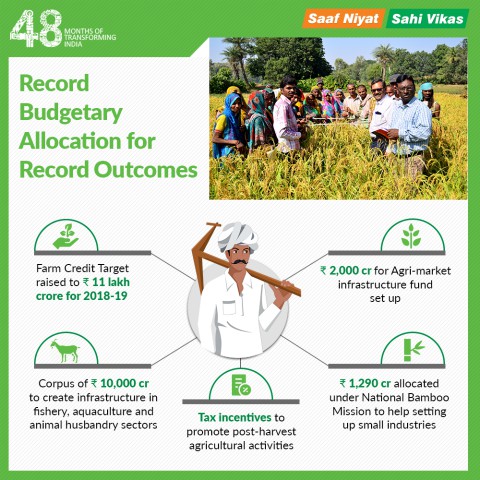 48 MONTHS OF
TRANSFORMING
INDIA
Saaf Niyat Sahi Vikas
Record
Budgetary
Allocation for
Record Outcomes
Farm Credit Target
raised to ₹ 11 lakh
crore for 2018-19
₹ 2,000 cr for Agri-market
infrastructure fund
set up
Corpus of ₹ 10,000 cr
to create infrastructure in
fishery, aquaculture and
animal husbandry sectors
Tax incentives to
promote post-harvest
agricultural activities
₹ 1,290 cr allocated
under National Bamboo
Mission to help setting
up small industries